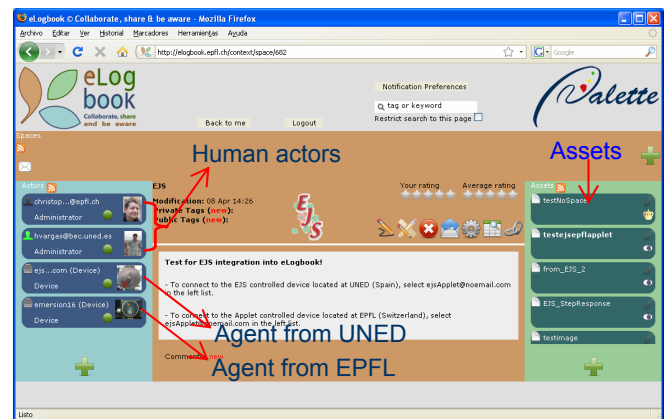 eLogbook © Collaborate, share & be aware - Mozilla Firefox
Archivo Editar Ver Historial Marcadores Herramientas Ayuda
http://elogbook.epfl.ch/context/space/682
Google
eLog
book
Collaborate, share
and be aware
Back to me
Logout
Notification Preferences
tag or keyword
Restrict search to this page
Palette
Spaces
Human actors
Assets
Actors
christop...@epfl.ch
Administrator
hvargas@bec.uned.es
Administrator
ejs...com (Device)
Device
emersion16 (Device)
Device
EJS
Modification: 08 Apr 14:26
Private Tags (new):
Public Tags (new):
EJS
Your rating
Average rating
Test for EJS integration into eLogbook!
- To connect to the EJS controlled device located at UNED (Spain), select ejsApplet@noemail.com
in the left list.
- To connect to the Applet controlled device located at EPFL (Switzerland), select
ejsApplet@noemail.com in the left list.
Agent from UNED
Agent from EPFL
Comments: new
Assets
testNoSpace
testejsepflapplet
from_EJS_2
EJS_StepResponse
testimage
Listo